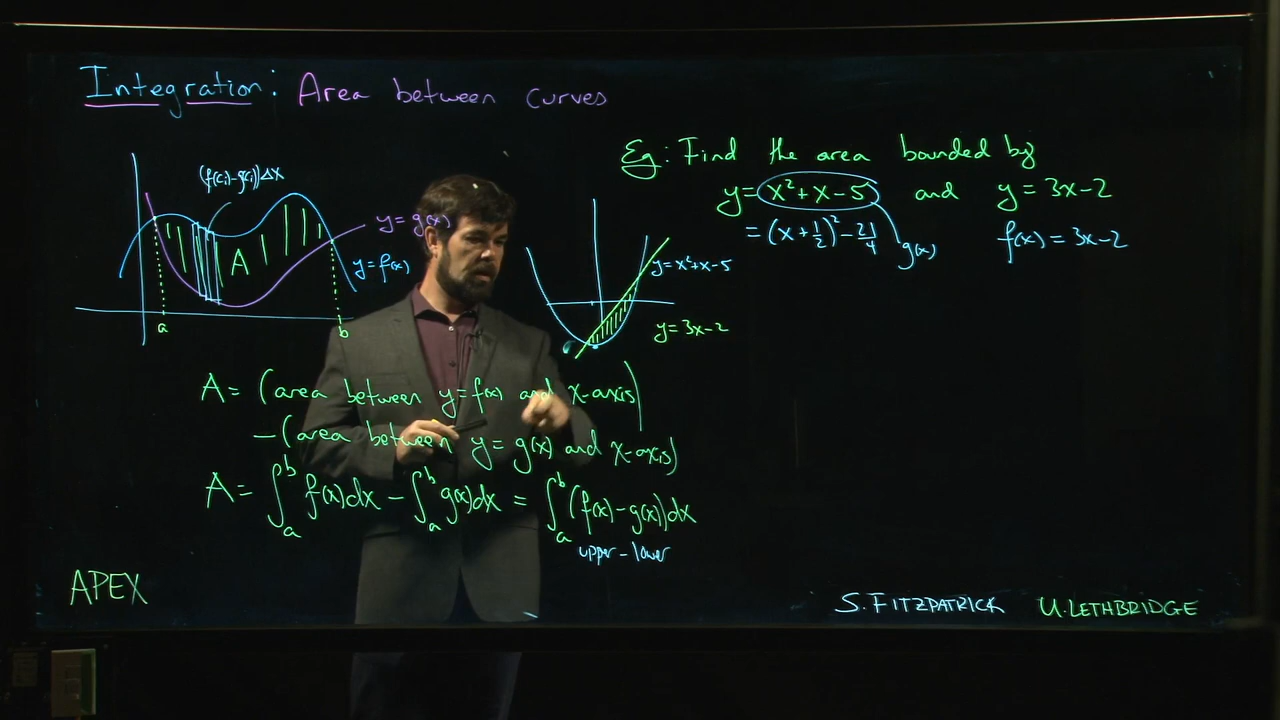 Integration: Area between curves
(f(cᵢ)-g(cᵢ))Δx
y=g(x)
y=f(x)
A
a
b
Eg: Find the area bounded by
y=x²+x-5 and y=3x-2
=(x+1/2)²-21/4
g(x)
f(x)=3x-2
y=x²+x-5
y=3x-2
A= (area between y=f(x) and x-axis)
-(area between y=g(x) and x-axis)
A= ∫ₐᵇ f(x)dx - ∫ₐᵇ g(x)dx = ∫ₐᵇ (f(x)-g(x))dx
upper-lower
APEX
S. FITZPATRICK U. LETHBRIDGE